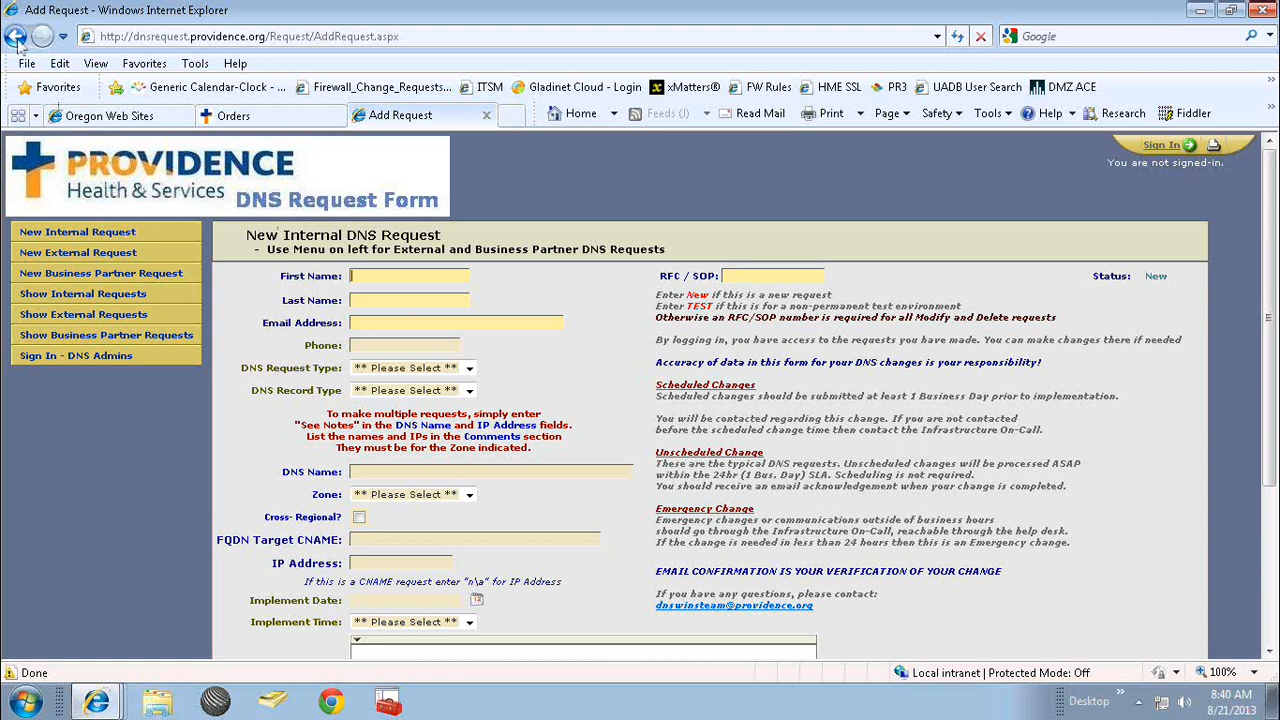 Add Request - Windows Internet Explorer
http://dnsrequest.providence.org/Request/AddRequest.aspx
Google
File Edit View Favorites Tools Help
Favorites Generic Calendar-Clock - ... Firewall_Change_Requests... ITSM Gladinet Cloud - Login xMatters® FW Rules HME SSL PR3 UADB User Search DMZ ACE
Oregon Web Sites Orders Add Request Home Feeds (J) Read Mail Print Page Safety Tools Help Research Fiddler
PROVIDENCE
Health & Services
DNS Request Form
Sign In
You are not signed-in.
New Internal Request
New External Request
New Business Partner Request
Show Internal Requests
Show External Requests
Show Business Partner Requests
Sign In - DNS Admins
New Internal DNS Request
- Use Menu on left for External and Business Partner DNS Requests
First Name:
Last Name:
Email Address:
Phone:
DNS Request Type: ** Please Select **
DNS Record Type ** Please Select **
To make multiple requests, simply enter
"See Notes" in the DNS Name and IP Address fields.
List the names and IPs in the Comments section
They must be for the Zone indicated.
DNS Name:
Zone: ** Please Select **
Cross- Regional?
FQDN Target CNAME:
IP Address:
If this is a CNAME request enter "n\a" for IP Address
Implement Date:
Implement Time: ** Please Select **
RFC / SOP:
Status: New
Enter New if this is a new request
Enter TEST if this is for a non-permanent test environment
Otherwise an RFC/SOP number is required for all Modify and Delete requests
By logging in, you have access to the requests you have made. You can make changes there if needed
Accuracy of data in this form for your DNS changes is your responsibility!
Scheduled Changes
Scheduled changes should be submitted at least 1 Business Day prior to implementation.
You will be contacted regarding this change. If you are not contacted
before the scheduled change time then contact the Infrastructure On-Call.
Unscheduled Change
These are the typical DNS requests. Unscheduled changes will be processed ASAP
within the 24hr (1 Bus. Day) SLA. Scheduling is not required.
You should receive an email acknowledgement when your change is completed.
Emergency Change
Emergency changes or communications outside of business hours
should go through the Infrastructure On-Call, reachable through the help desk.
If the change is needed in less than 24 hours then this is an Emergency change.
EMAIL CONFIRMATION IS YOUR VERIFICATION OF YOUR CHANGE
If you have any questions, please contact:
dnswinsteam@providence.org
Done
Local intranet | Protected Mode: Off
100%
Desktop
8:40 AM
8/21/2013